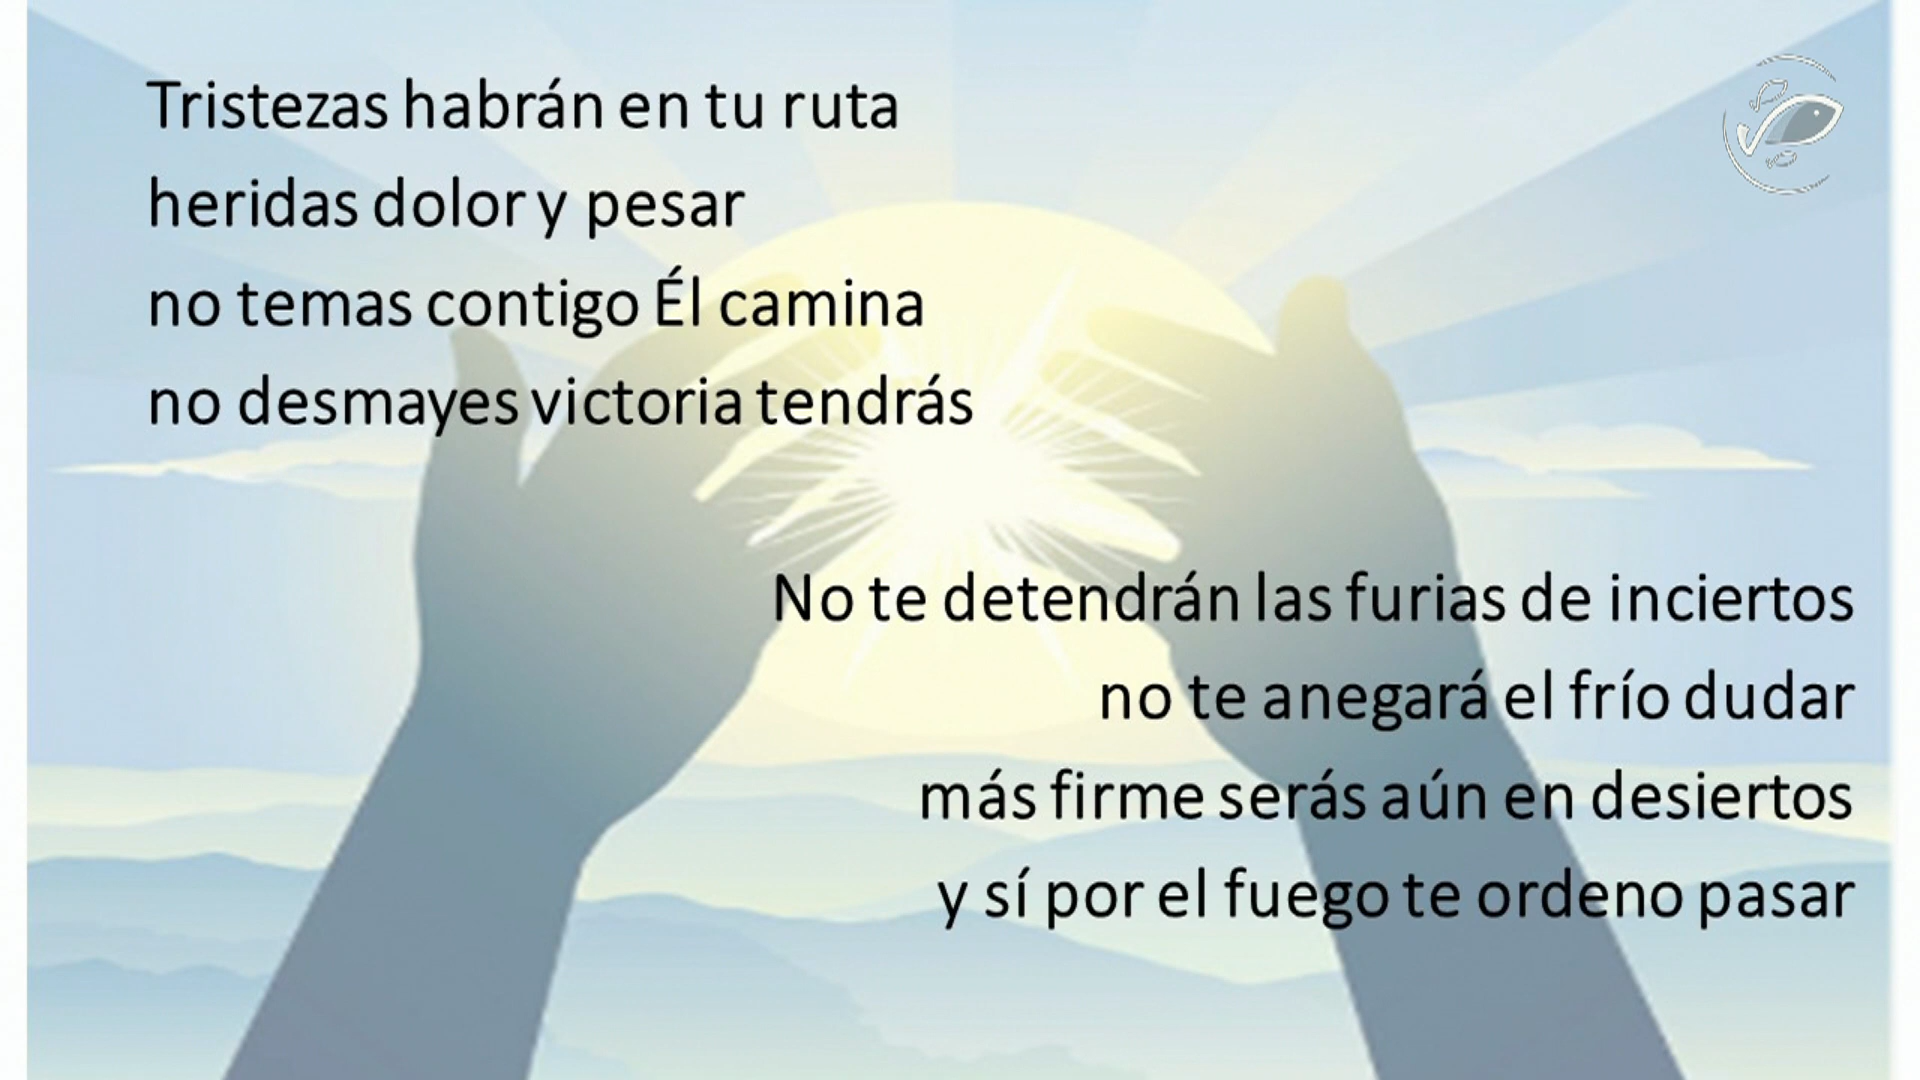 Tristezas habrán en tu ruta
heridas dolor y pesar
no temas contigo Él camina
no desmayes victoria tendrás
No te detendrán las furias de inciertos
no te anegará el frío dudar
más firme serás aún en desiertos
y sí por el fuego te ordeno pasar